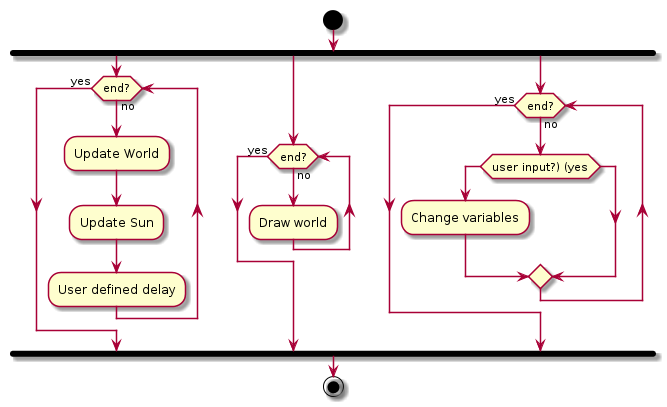 yes
end?
no
Update World
Update Sun
User defined delay
yes
end?
no
Draw world
yes
end?
no
user input?) (yes
Change variables